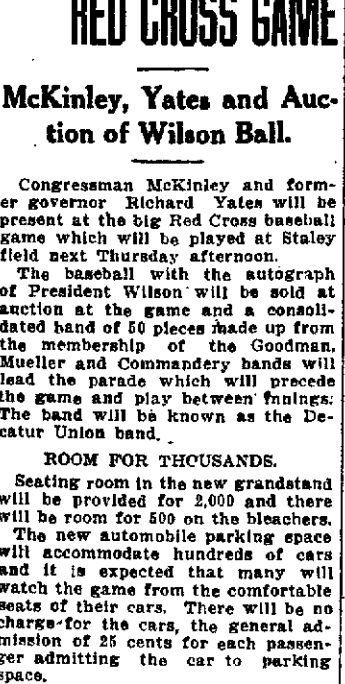 RED CROSS GAME
McKinley, Yates and Auc-
tion of Wilson Ball.
Congressman McKinley and form-
er governor Richard Yates will be
present at the big Red Cross baseball
game which will be played at Staley
field next Thursday afternoon.
The baseball with the autograph
of President Wilson will be sold at
auction at the game and a consoli-
dated band of 50 pieces made up from
the membership of the Goodman,
Mueller and Commandery bands will
lead the parade which will precede
the game and play between innings.
The band will be known as the De-
catur Union band.
ROOM FOR THOUSANDS.
Seating room in the new grandstand
will be provided for 2,000 and there
will be room for 500 on the bleachers.
The new automobile parking space
will accommodate hundreds of cars
and it is expected that many will
watch the game from the comfortable
seats of their cars. There will be no
charge for the cars, the general ad-
mission of 25 cents for each passen-
ger admitting the car to parking
space.